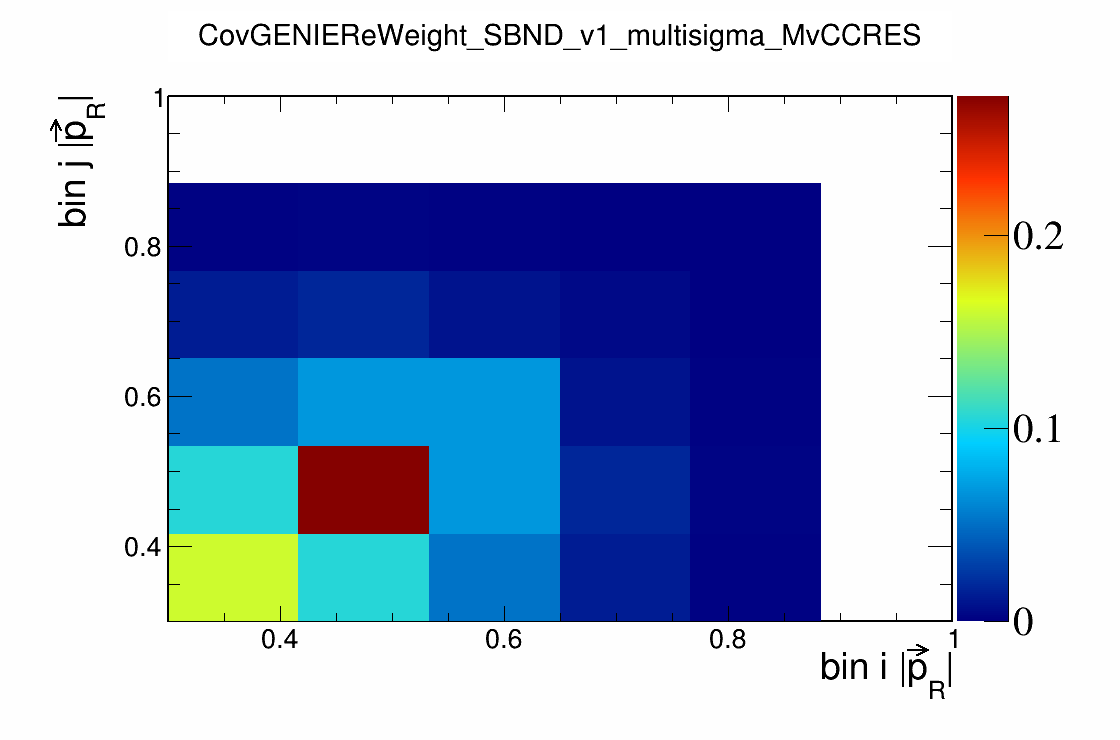 CovGENIEReWeight_SBND_v1_multisigma_MvCCRES
bin j |p⃗_R|
1
0.8
0.6
0.4
0.4 0.6 0.8 1
bin i |p⃗_R|
0.2
0.1
0